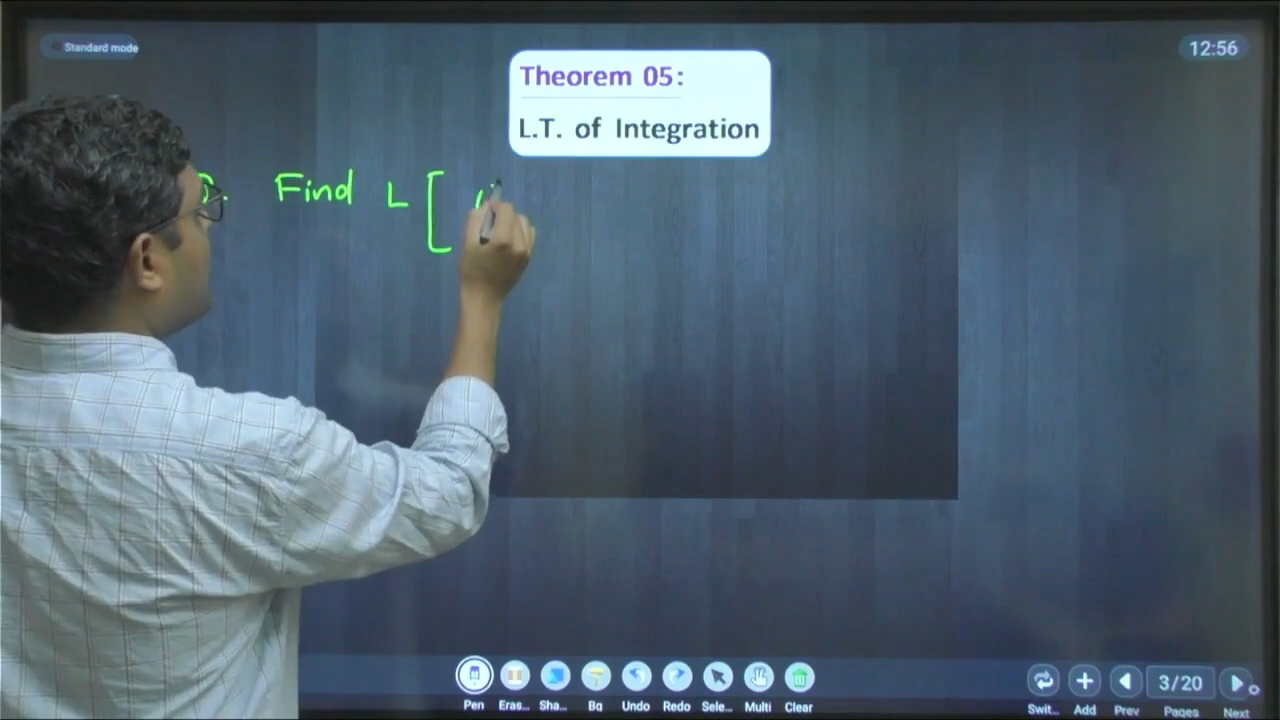 Standard mode
12:56
Theorem 05:
L.T. of Integration
Find L [
Pen Eras... Sha... Bg Undo Redo Sele... Multi Clear
Swit... Add Prev 3/20 Pages Next